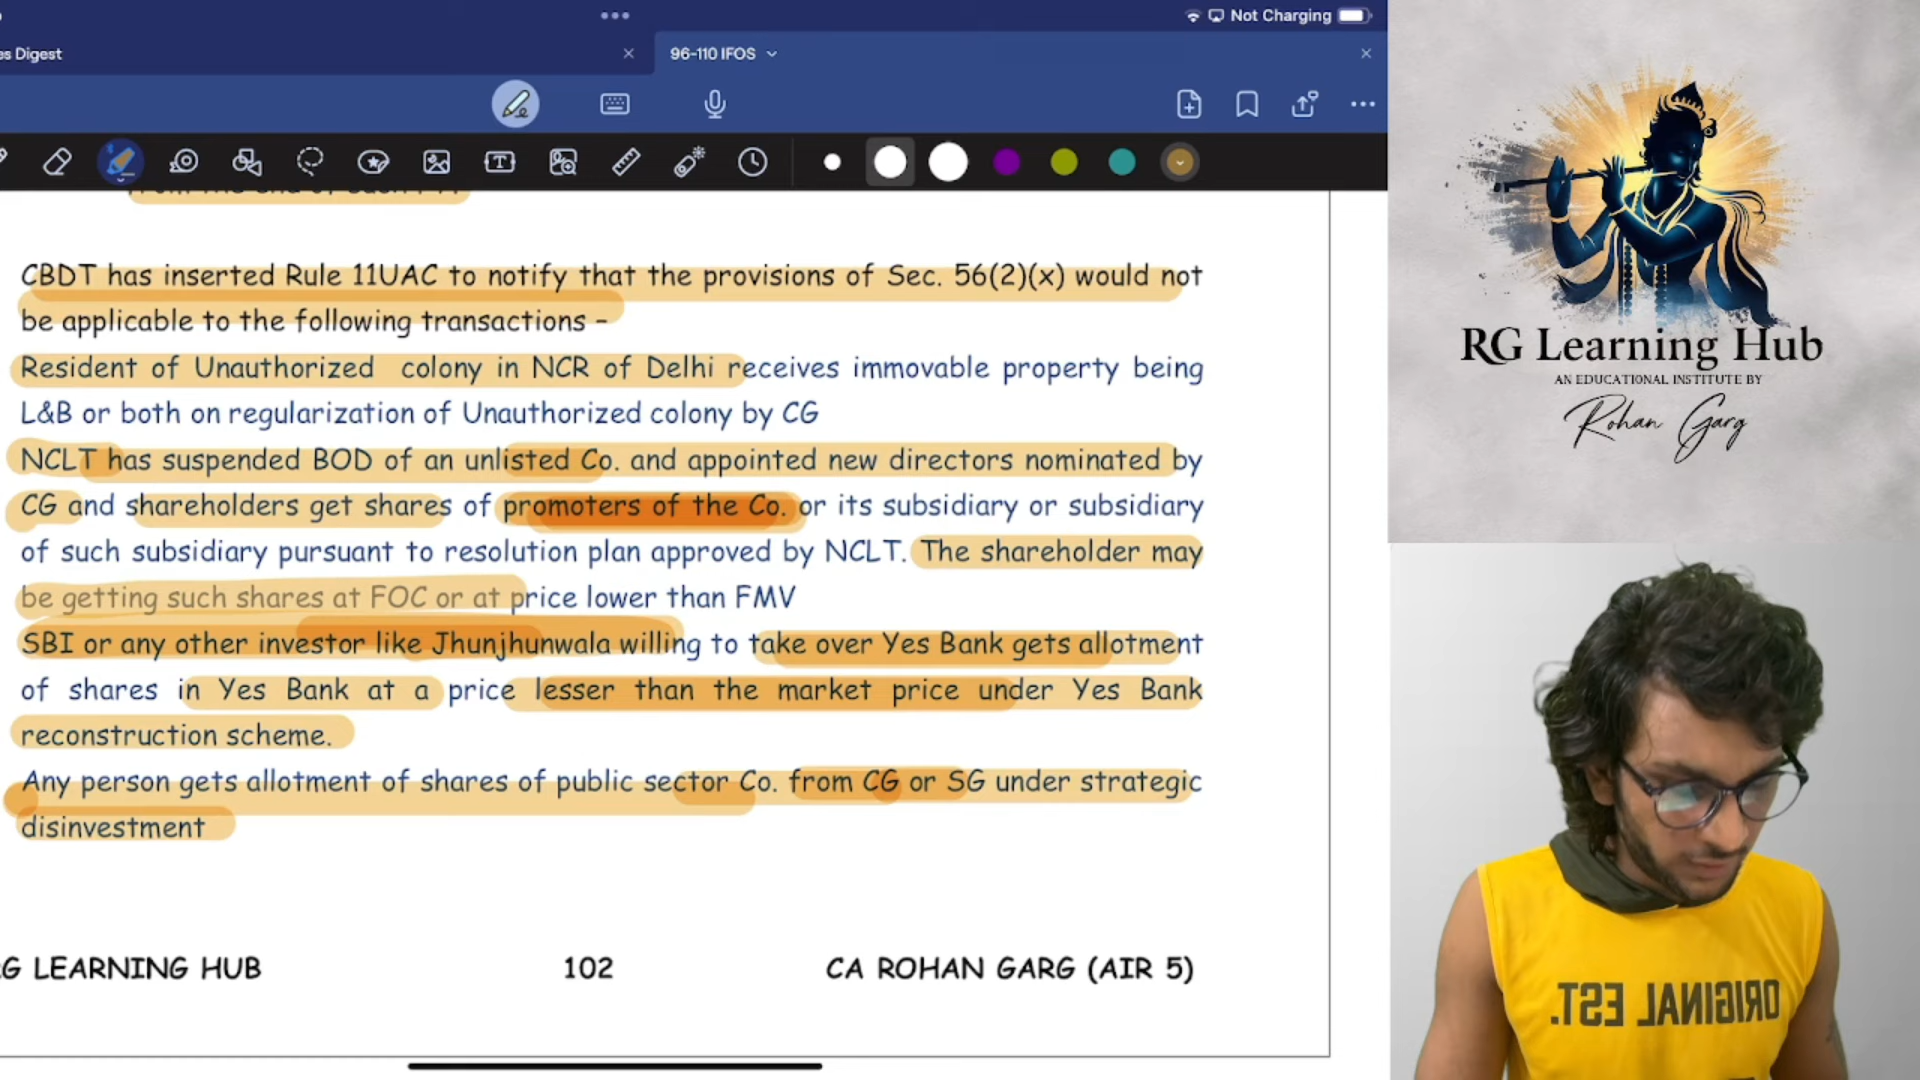 Not Charging
es Digest
96-110 IFOS
CBDT has inserted Rule 11UAC to notify that the provisions of Sec. 56(2)(x) would not
be applicable to the following transactions –
Resident of Unauthorized colony in NCR of Delhi receives immovable property being
L&B or both on regularization of Unauthorized colony by CG
NCLT has suspended BOD of an unlisted Co. and appointed new directors nominated by
CG and shareholders get shares of promoters of the Co. or its subsidiary or subsidiary
of such subsidiary pursuant to resolution plan approved by NCLT. The shareholder may
be getting such shares at FOC or at price lower than FMV
SBI or any other investor like Jhunjhunwala willing to take over Yes Bank gets allotment
of shares in Yes Bank at a price lesser than the market price under Yes Bank
reconstruction scheme.
Any person gets allotment of shares of public sector Co. from CG or SG under strategic
disinvestment
G LEARNING HUB 102 CA ROHAN GARG (AIR 5)
RG Learning Hub
AN EDUCATIONAL INSTITUTE BY
Rohan Garg
ORIGINAL EST.